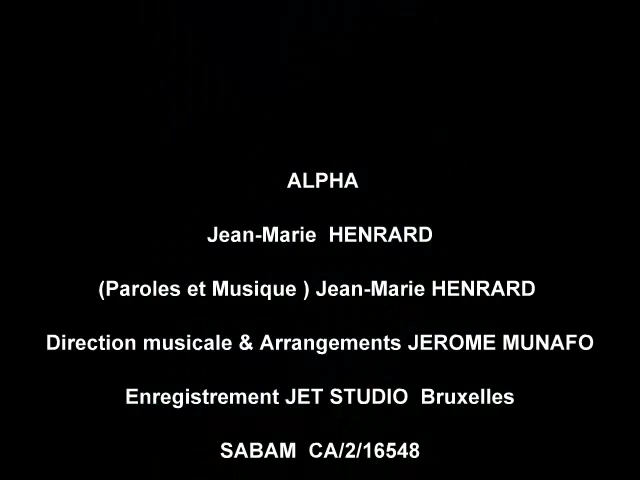 ALPHA
Jean-Marie  HENRARD
(Paroles et Musique ) Jean-Marie HENRARD
Direction musicale & Arrangements JEROME MUNAFO
Enregistrement JET STUDIO  Bruxelles
SABAM  CA/2/16548